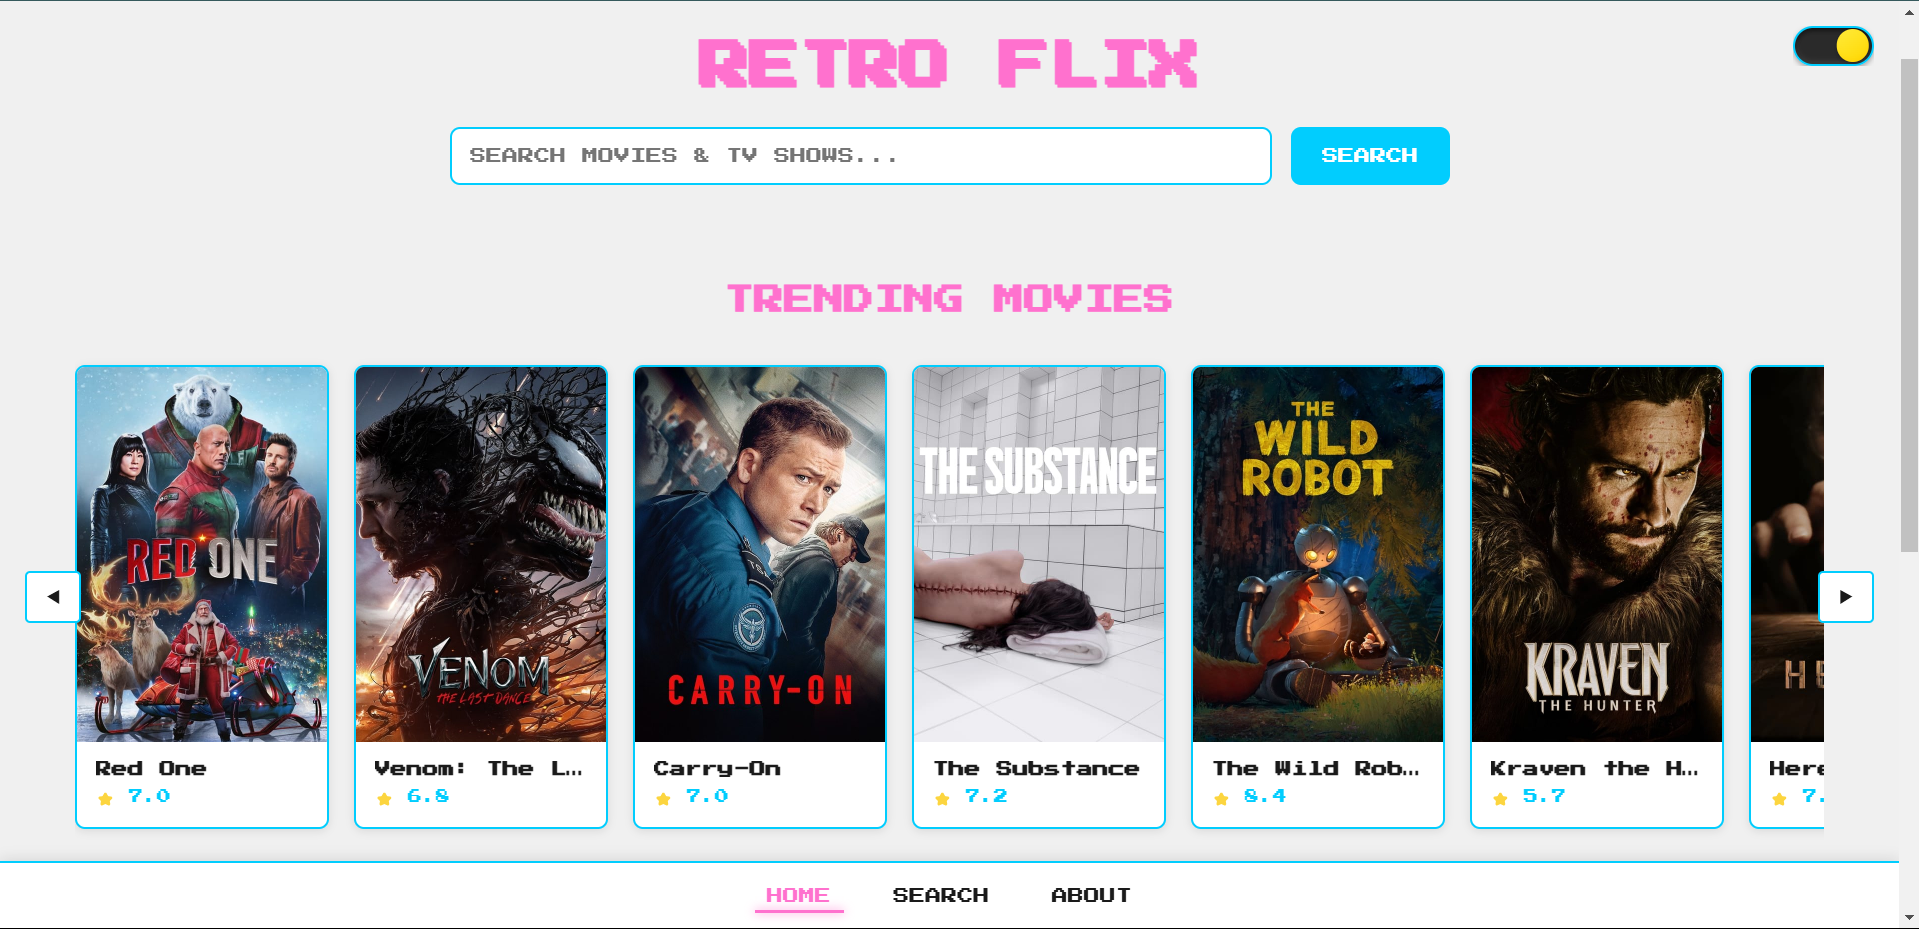 RETRO FLIX
SEARCH MOVIES & TV SHOWS...
SEARCH
TRENDING MOVIES
RED ONE
VENOM
THE LAST DANCE
TSA
CARRY-ON
THE SUBSTANCE
THE
WILD
ROBOT
KRAVEN
THE HUNTER
HE
Red One
7.0
Venom: The L...
6.8
Carry-On
7.0
The Substance
7.2
The Wild Rob...
8.4
Kraven the H...
5.7
Here
7.
HOME
SEARCH
ABOUT